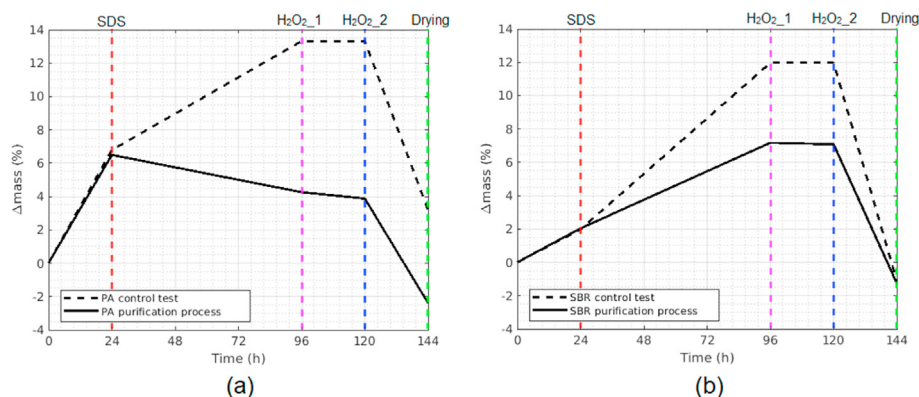 SDS H₂O₂_1 H₂O₂_2 Drying
14
12
10
8
6
4
2
0
-2
-4
Δmass (%)
PA control test
PA purification process
0 24 48 72 96 120 144
Time (h)
(a)
SDS H₂O₂_1 H₂O₂_2 Drying
14
12
10
8
6
4
2
0
-2
-4
Δmass (%)
SBR control test
SBR purification process
0 24 48 72 96 120 144
Time (h)
(b)